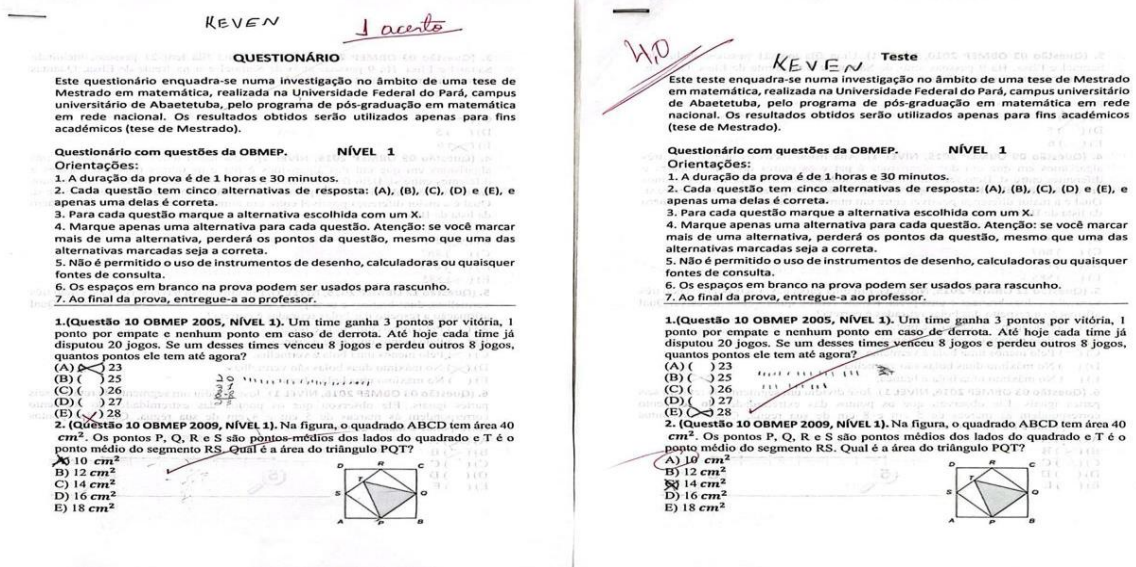 KEVEN
1 acerto
QUESTIONÁRIO
Este questionário enquadra-se numa investigação no âmbito de uma tese de
Mestrado em matemática, realizada na Universidade Federal do Pará, campus
universitário de Abaetetuba, pelo programa de pós-graduação em matemática
em rede nacional. Os resultados obtidos serão utilizados apenas para fins
académicos (tese de Mestrado).
Questionário com questões da OBMEP. NÍVEL 1
Orientações:
1. A duração da prova é de 1 horas e 30 minutos.
2. Cada questão tem cinco alternativas de resposta: (A), (B), (C), (D) e (E), e
apenas uma delas é correta.
3. Para cada questão marque a alternativa escolhida com um X.
4. Marque apenas uma alternativa para cada questão. Atenção: se você marcar
mais de uma alternativa, perderá os pontos da questão, mesmo que uma das
alternativas marcadas seja a correta.
5. Não é permitido o uso de instrumentos de desenho, calculadoras ou quaisquer
fontes de consulta.
6. Os espaços em branco na prova podem ser usados para rascunho.
7. Ao final da prova, entregue-a ao professor.
1.(Questão 10 OBMEP 2005, NÍVEL 1). Um time ganha 3 pontos por vitória, 1
ponto por empate e nenhum ponto em caso de derrota. Até hoje cada time já
disputou 20 jogos. Se um desses times venceu 8 jogos e perdeu outros 8 jogos,
quantos pontos ele tem até agora?
(A) ( ) 23
(B) ( ) 25
(C) ( ) 26
(D) ( ) 27
(E) ( ) 28
2. (Questão 10 OBMEP 2009, NÍVEL 1). Na figura, o quadrado ABCD tem área 40
cm². Os pontos P, Q, R e S são pontos médios dos lados do quadrado e T é o
ponto médio do segmento RS. Qual é a área do triângulo PQT?
A) 10 cm²
B) 12 cm²
C) 14 cm²
D) 16 cm²
E) 18 cm²
D R C
T
S Q
A P B
4,0
KEVEN
Teste
Este teste enquadra-se numa investigação no âmbito de uma tese de Mestrado
em matemática, realizada na Universidade Federal do Pará, campus universitário
de Abaetetuba, pelo programa de pós-graduação em matemática em rede
nacional. Os resultados obtidos serão utilizados apenas para fins académicos
(tese de Mestrado).
Questionário com questões da OBMEP. NÍVEL 1
Orientações:
1. A duração da prova é de 1 horas e 30 minutos.
2. Cada questão tem cinco alternativas de resposta: (A), (B), (C), (D) e (E), e
apenas uma delas é correta.
3. Para cada questão marque a alternativa escolhida com um X.
4. Marque apenas uma alternativa para cada questão. Atenção: se você marcar
mais de uma alternativa, perderá os pontos da questão, mesmo que uma das
alternativas marcadas seja a correta.
5. Não é permitido o uso de instrumentos de desenho, calculadoras ou quaisquer
fontes de consulta.
6. Os espaços em branco na prova podem ser usados para rascunho.
7. Ao final da prova, entregue-a ao professor.
1.(Questão 10 OBMEP 2005, NÍVEL 1). Um time ganha 3 pontos por vitória, 1
ponto por empate e nenhum ponto em caso de derrota. Até hoje cada time já
disputou 20 jogos. Se um desses times venceu 8 jogos e perdeu outros 8 jogos,
quantos pontos ele tem até agora?
(A) ( ) 23
(B) ( ) 25
(C) ( ) 26
(D) ( ) 27
(E) ( ) 28
2. (Questão 10 OBMEP 2009, NÍVEL 1). Na figura, o quadrado ABCD tem área 40
cm². Os pontos P, Q, R e S são pontos médios dos lados do quadrado e T é o
ponto médio do segmento RS. Qual é a área do triângulo PQT?
A) 10 cm²
B) 12 cm²
C) 14 cm²
D) 16 cm²
E) 18 cm²
D R C
T
S Q
A P B